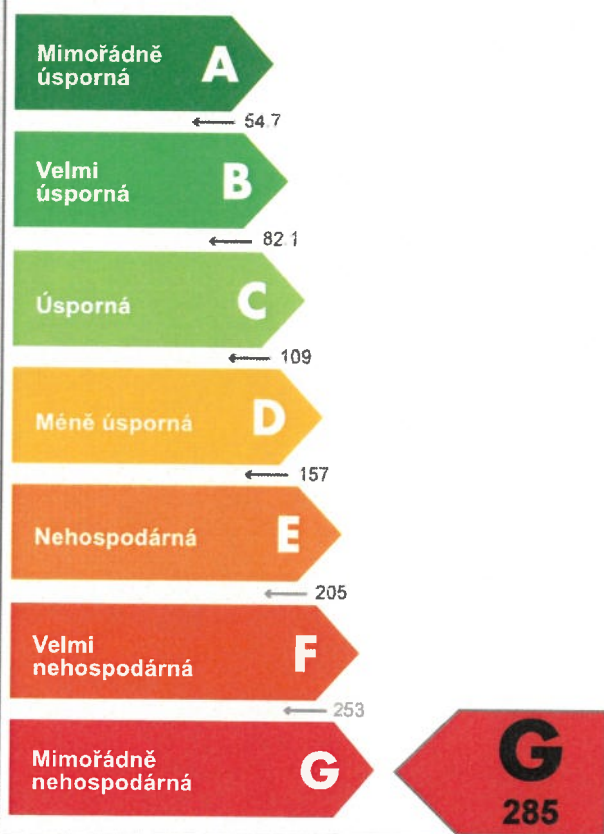 Mimořádně
úsporná
A
54.7
Velmi
úsporná
B
82.1
Úsporná
C
109
Méně úsporná
D
157
Nehospodárná
E
205
Velmi
nehospodárná
F
253
Mimořádně
nehospodárná
G
G
285